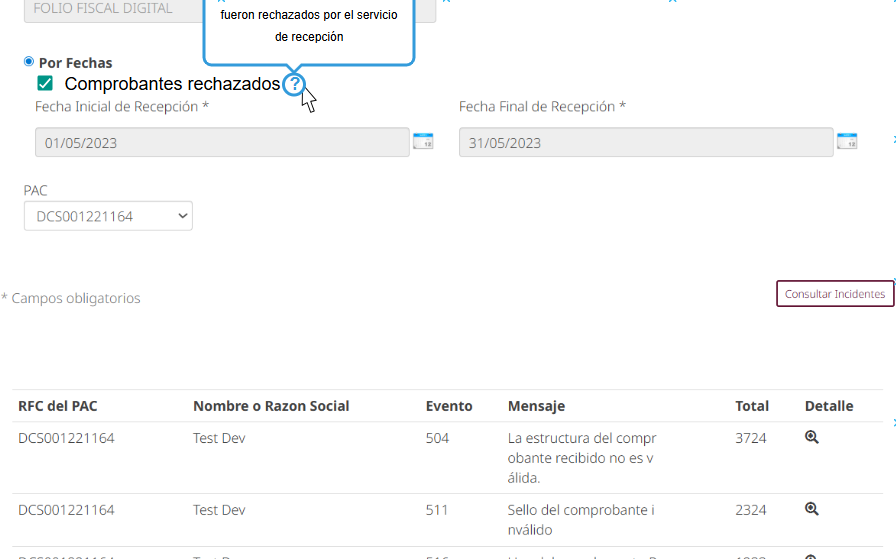 FOLIO FISCAL DIGITAL
fueron rechazados por el servicio
de recepción
Por Fechas
Comprobantes rechazados ?
Fecha Inicial de Recepción *
Fecha Final de Recepción *
01/05/2023
31/05/2023
PAC
DCS001221164
* Campos obligatorios
Consultar Incidentes
RFC del PAC Nombre o Razon Social Evento Mensaje Total Detalle
DCS001221164 Test Dev 504 La estructura del compr 3724
obante recibido no es v
álida.
DCS001221164 Test Dev 511 Sello del comprobante i 2324
nválido